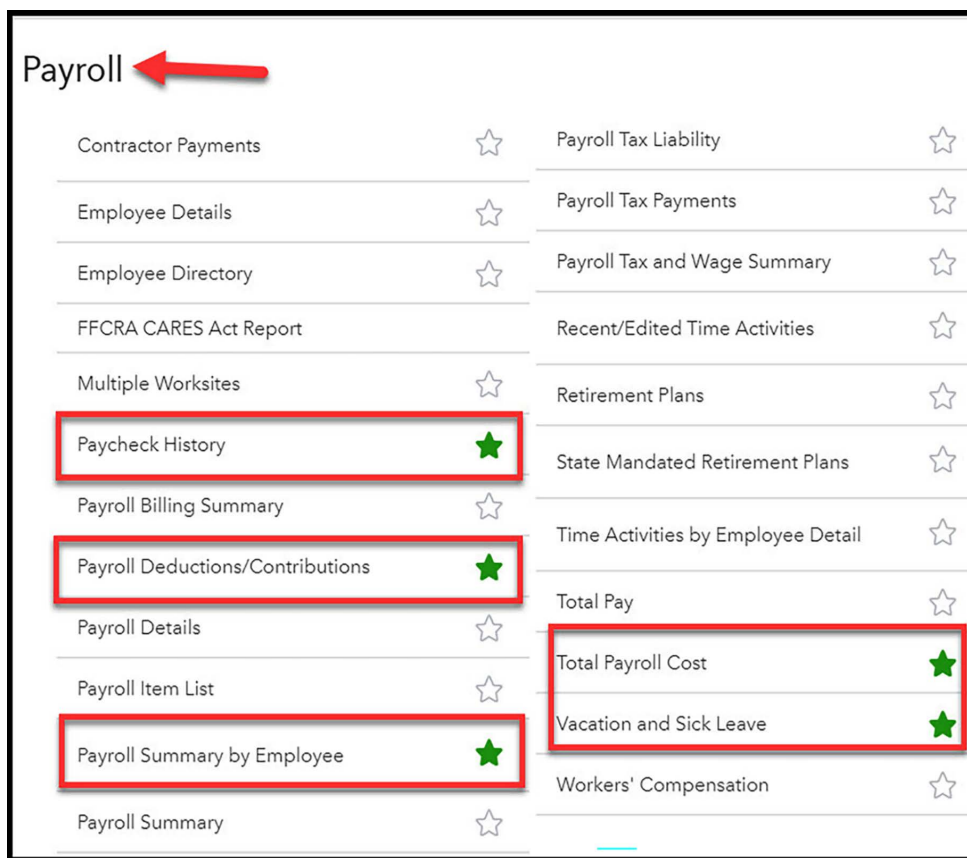 Payroll
Contractor Payments
Employee Details
Employee Directory
FFCRA CARES Act Report
Multiple Worksites
Paycheck History
Payroll Billing Summary
Payroll Deductions/Contributions
Payroll Details
Payroll Item List
Payroll Summary by Employee
Payroll Summary
Payroll Tax Liability
Payroll Tax Payments
Payroll Tax and Wage Summary
Recent/Edited Time Activities
Retirement Plans
State Mandated Retirement Plans
Time Activities by Employee Detail
Total Pay
Total Payroll Cost
Vacation and Sick Leave
Workers' Compensation